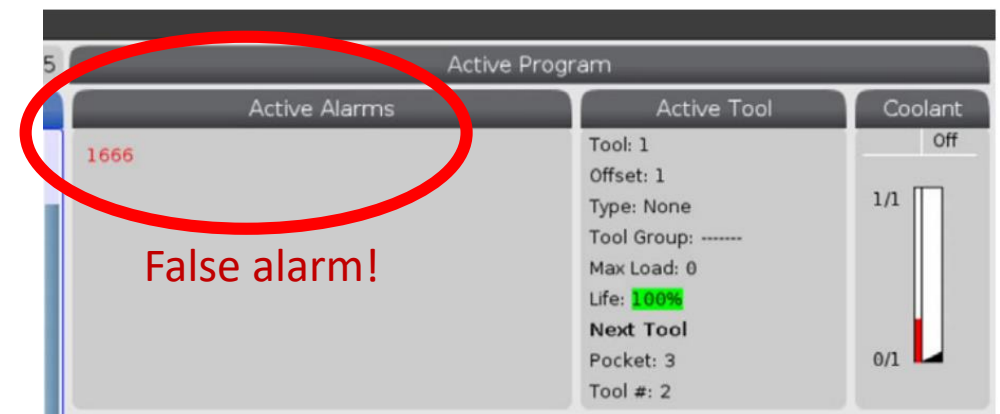 5
Active Program
Active Alarms
1666
False alarm!
Active Tool
Tool: 1
Offset: 1
Type: None
Tool Group: -------
Max Load: 0
Life: 100%
Next Tool
Pocket: 3
Tool #: 2
Coolant
Off
1/1
0/1